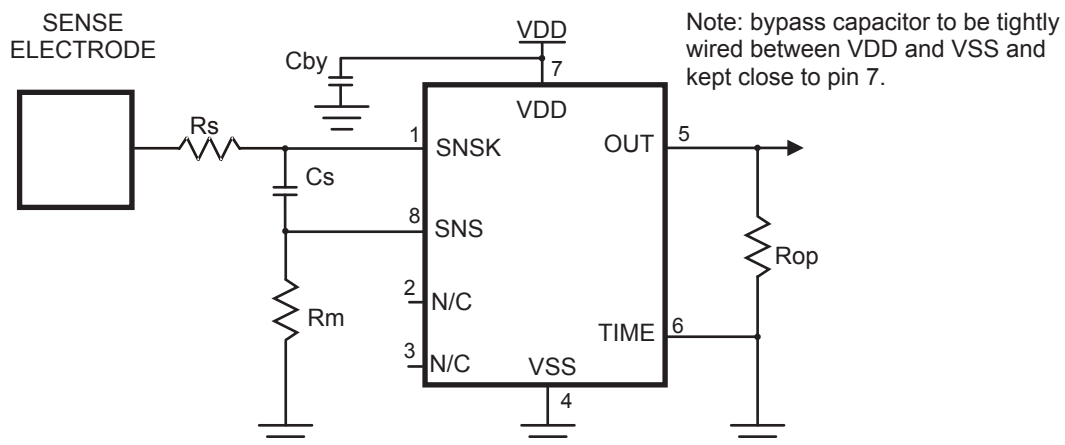 SENSE
ELECTRODE
VDD
Note: bypass capacitor to be tightly
wired between VDD and VSS and
kept close to pin 7.
Cby
7
VDD
Rs
1
SNSK
OUT
5
Cs
8
SNS
Rop
2
N/C
Rm
TIME
6
3
N/C
VSS
4